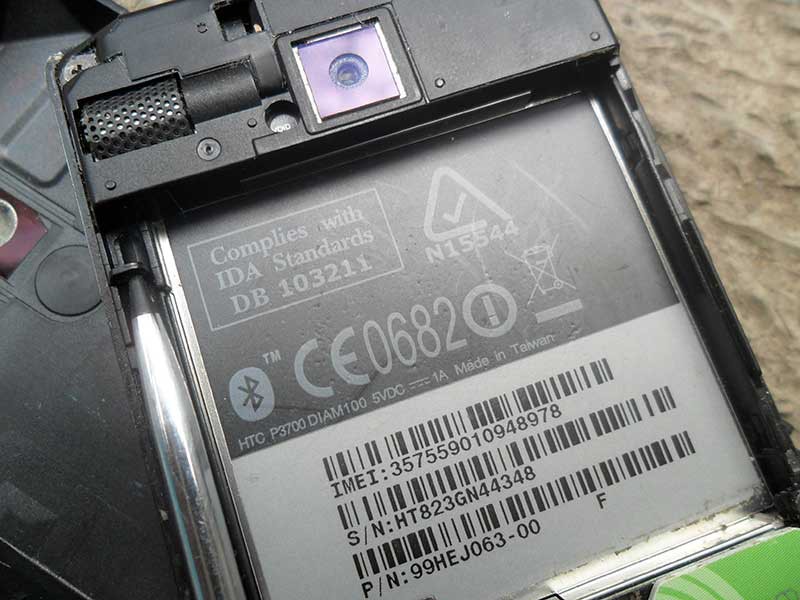 VOID
Complies with
IDA Standards
DB 103211
N15544
TM
CE0682
HTC P3700 DIAM100 5VDC ⎓ 1A Made in Taiwan
IMEI:357559010948978
S/N:HT823GN44348
P/N:99HEJ063-00 F